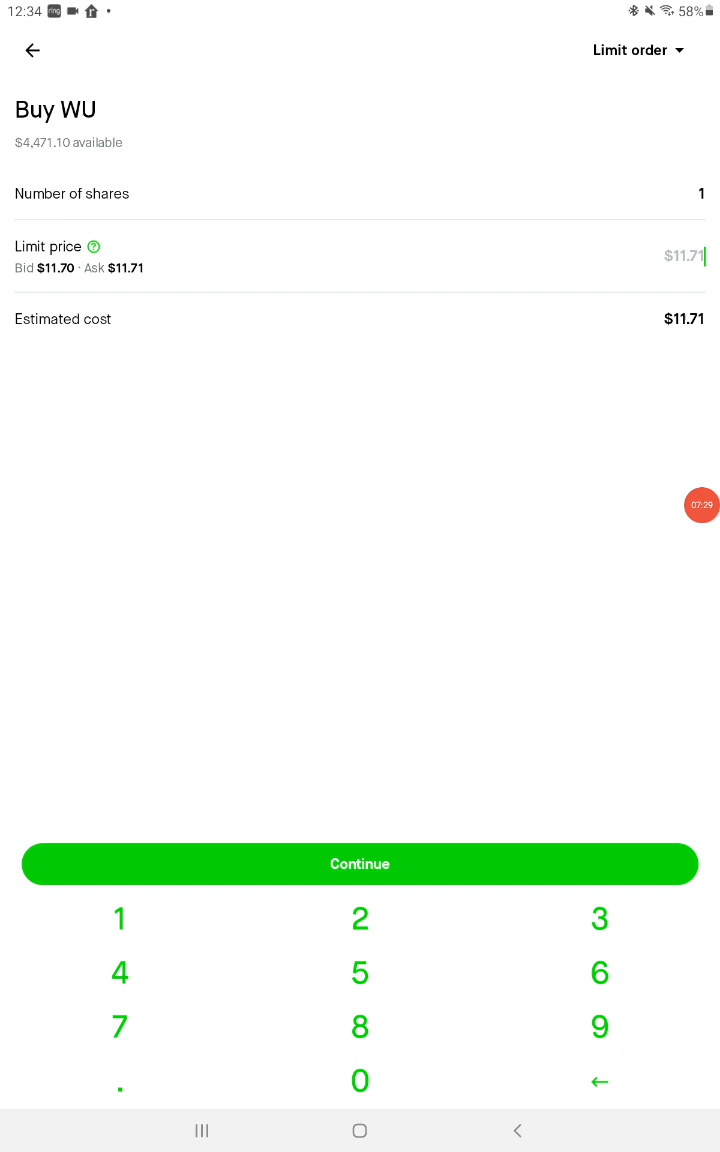 12:34 ring 58%
Limit order
Buy WU
$4,471.10 available
Number of shares 1
Limit price ?
Bid $11.70 · Ask $11.71 $11.71
Estimated cost $11.71
07:29
Continue
1 2 3
4 5 6
7 8 9
. 0 ←